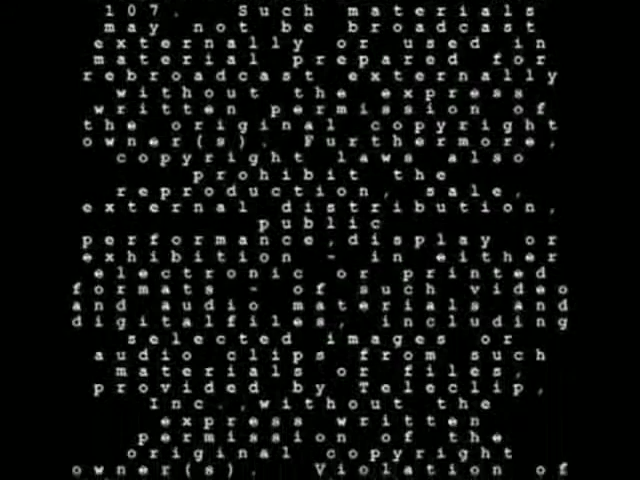 107. Such materials
may not be broadcast
externally or used in
material prepared for
rebroadcast externally
without the express
written permission of
the original copyright
owner(s). Furthermore,
copyright laws also
prohibit the
reproduction, sale,
external distribution,
public
performance,display or
exhibition - in either
electronic or printed
formats - of such video
and audio materials and
digitalfiles, including
selected images or
audio clips from such
materials or files,
provided by Teleclip,
Inc.,without the
express written
permission of the
original copyright
owner(s). Violation of